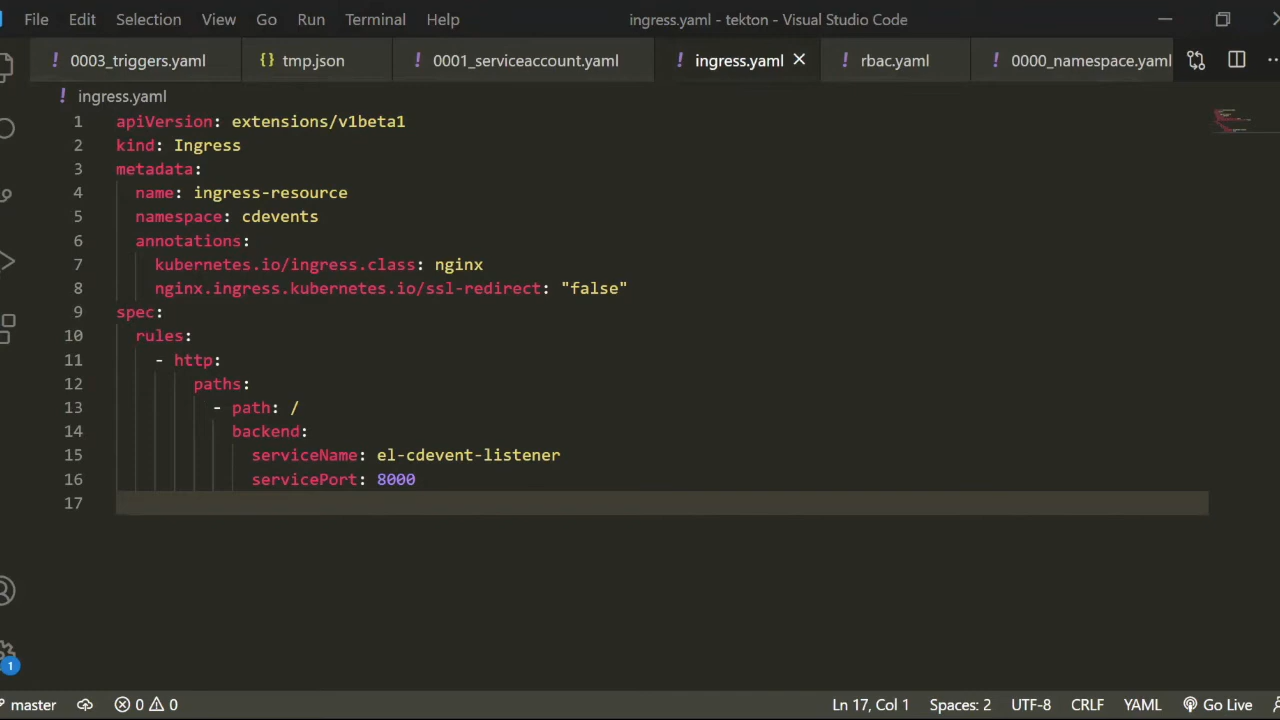 File Edit Selection View Go Run Terminal Help ingress.yaml - tekton - Visual Studio Code
! 0003_triggers.yaml {} tmp.json ! 0001_serviceaccount.yaml ! ingress.yaml ! rbac.yaml ! 0000_namespace.yaml
! ingress.yaml
1 apiVersion: extensions/v1beta1
2 kind: Ingress
3 metadata:
4   name: ingress-resource
5   namespace: cdevents
6   annotations:
7     kubernetes.io/ingress.class: nginx
8     nginx.ingress.kubernetes.io/ssl-redirect: "false"
9 spec:
10   rules:
11     - http:
12         paths:
13           - path: /
14             backend:
15               serviceName: el-cdevent-listener
16               servicePort: 8000
17
1
master 0 0 Ln 17, Col 1 Spaces: 2 UTF-8 CRLF YAML Go Live